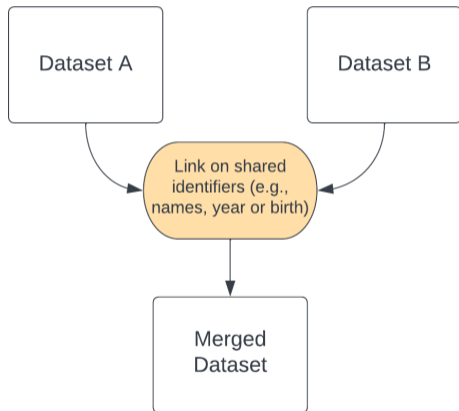 Dataset A
Dataset B
Link on shared
identifiers (e.g.,
names, year or birth)
Merged
Dataset